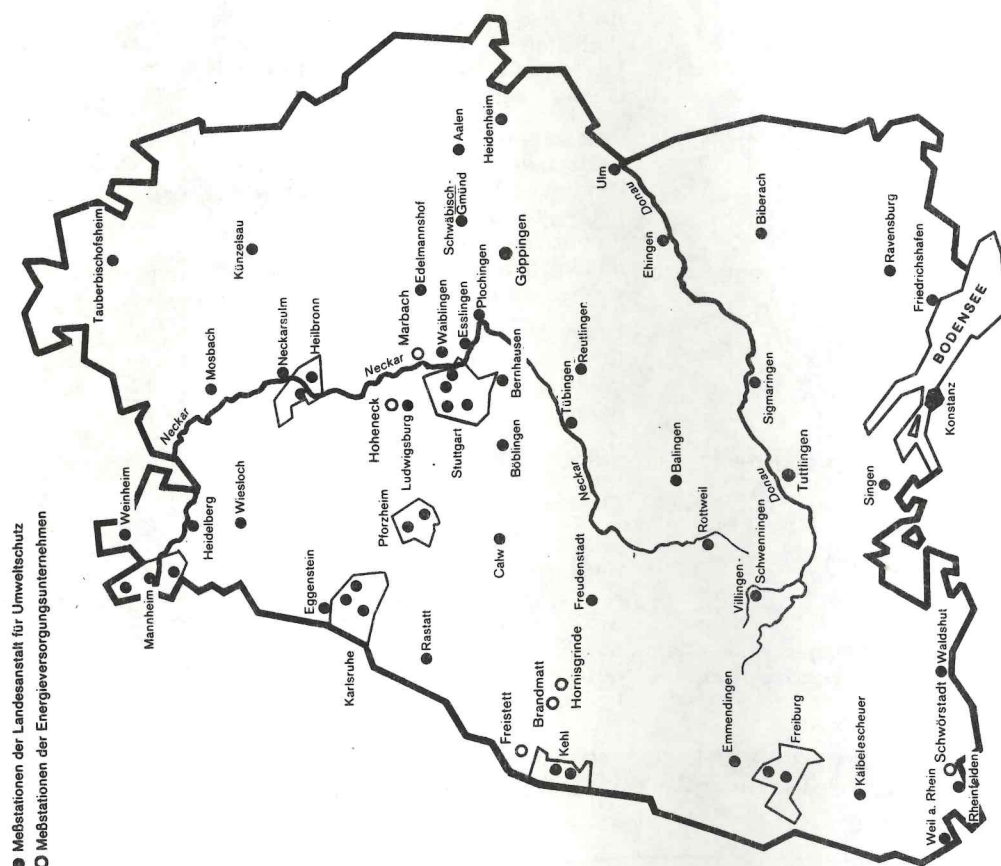 ● Meßstationen der Landesanstalt für Umweltschutz
○ Meßstationen der Energieversorgungsunternehmen
Tauberbischofsheim
Weinheim
Mannheim
Heidelberg
Neckar
Mosbach
Künzelsau
Wiesloch
Neckarsulm
Heilbronn
Eggenstein
Karlsruhe
Neckar
Marbach
Edelmannshof
Hoheneck
Ludwigsburg
Waiblingen
Schwäbisch-
Gmünd
Aalen
Rastatt
Pforzheim
Stuttgart
Esslingen
Plochingen
Göppingen
Heidenheim
Calw
Böblingen
Bernhausen
Freistett
Brandmatt
Hornisgrinde
Kehl
Freudenstadt
Tübingen
Reutlingen
Neckar
Ulm
Donau
Ehingen
Balingen
Rottweil
Emmendingen
Villingen-
Schwenningen
Donau
Sigmaringen
Biberach
Freiburg
Tuttlingen
Kälbelescheuer
Singen
Ravensburg
Friedrichshafen
BODENSEE
Konstanz
Weil a. Rhein
Rheinfelden
Schwörstadt
Waldshut